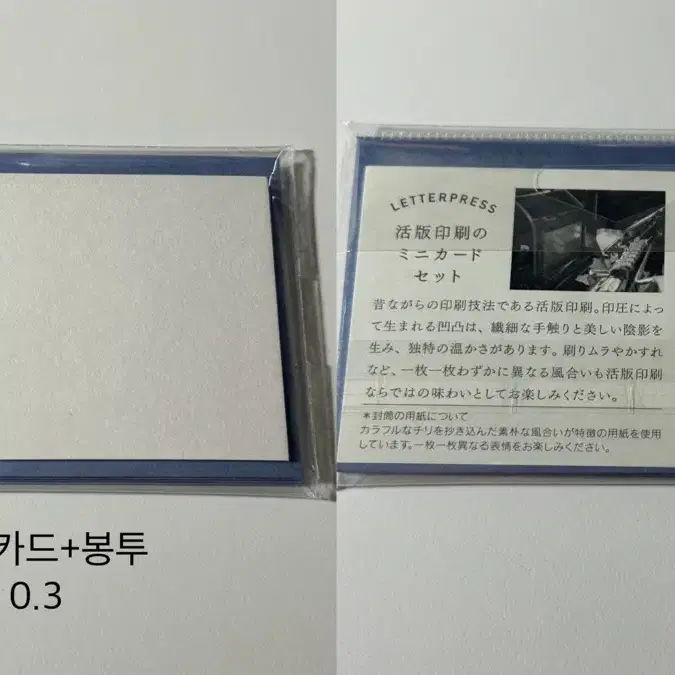 카드+봉투
0.3
LETTERPRESS
活版印刷の
ミニカード
セット
昔ながらの印刷技法である活版印刷。印圧によっ
て生まれる凹凸は、繊細な手触りと美しい陰影を
生み、独特の温かさがあります。刷りムラやかすれ
など、一枚一枚わずかに異なる風合いも活版印刷
ならではの味わいとしてお楽しみください。
*封筒の用紙について
カラフルなチリを抄き込んだ素朴な風合いが特徴の用紙を使用
しています。一枚一枚異なる表情をお楽しみください。